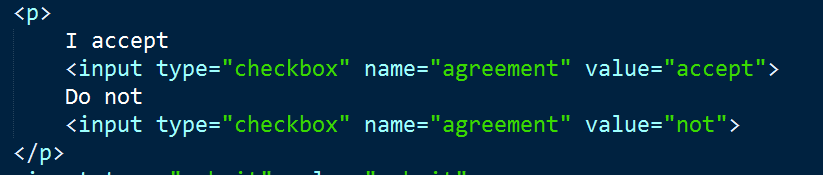 <p>
I accept
<input type="checkbox" name="agreement" value="accept">
Do not
<input type="checkbox" name="agreement" value="not">
</p>